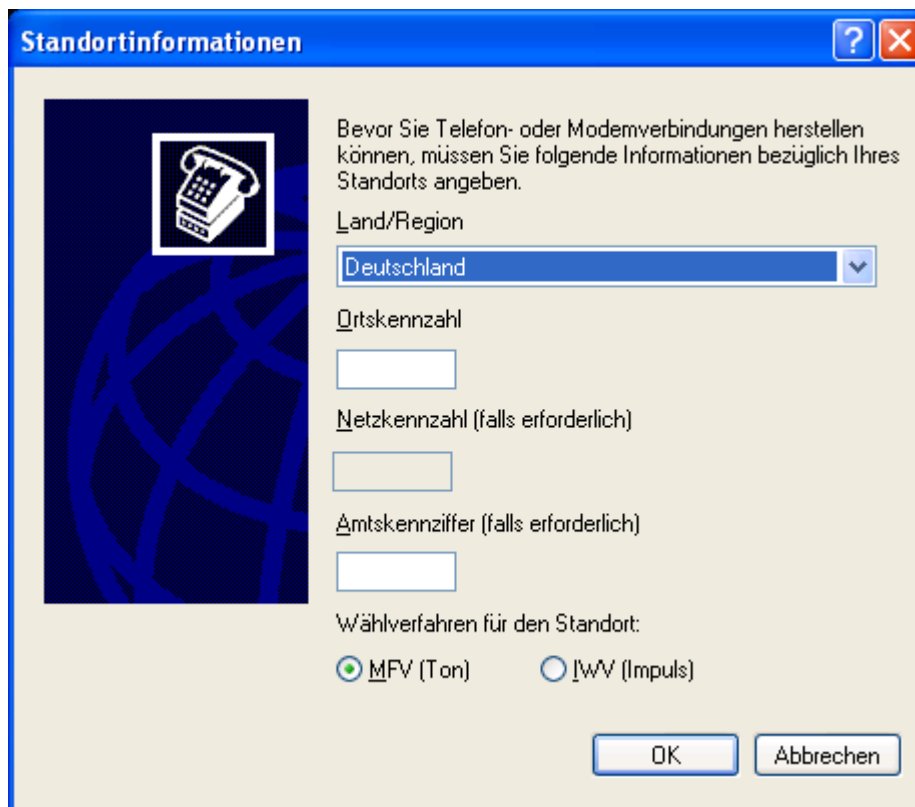 Standortinformationen
Bevor Sie Telefon- oder Modemverbindungen herstellen
können, müssen Sie folgende Informationen bezüglich Ihres
Standorts angeben.
Land/Region
Deutschland
Ortskennzahl
Netzkennzahl (falls erforderlich)
Amtskennziffer (falls erforderlich)
Wählverfahren für den Standort:
MFV (Ton) IWV (Impuls)
OK Abbrechen